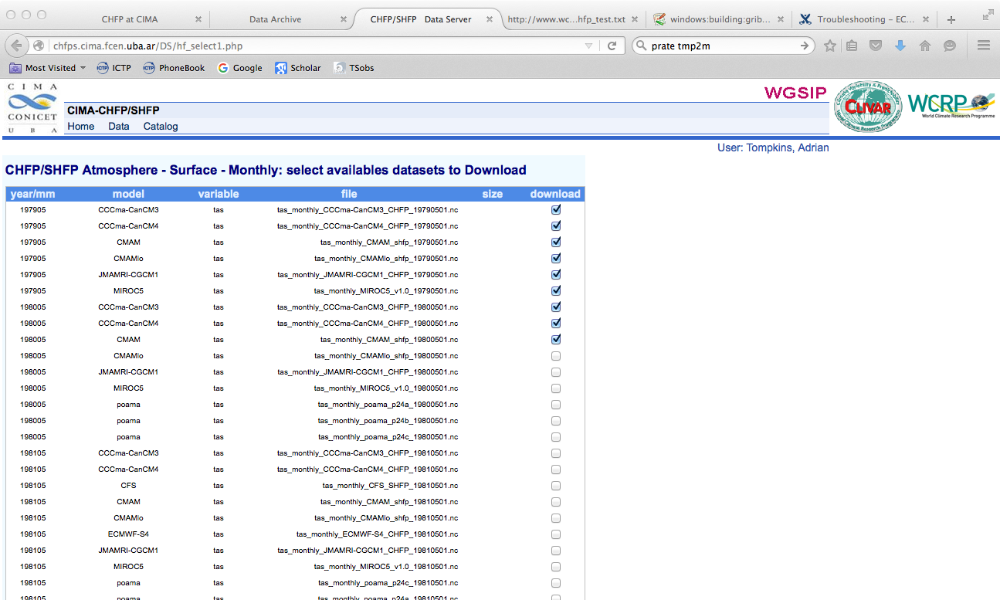 CHFP at CIMA × Data Archive × CHFP/SHFP Data Server × http://www.wc...hfp_test.txt × windows:building:grib... × Troubleshooting – EC... × +
chfps.cima.fcen.uba.ar/DS/hf_select1.php prate tmp2m
Most Visited ICTP ICTP ICTP PhoneBook Google Scholar TSobs
C I M A
CONICET
U B A
CIMA-CHFP/SHFP
Home Data Catalog
WGSIP
Climate Variability & Predictability
CLIVAR
World Climate Research Programme
WCRP
World Climate Research Programme
User: Tompkins, Adrian
CHFP/SHFP Atmosphere - Surface - Monthly: select availables datasets to Download
year/mm model variable file size download
197905 CCCma-CanCM3 tas tas_monthly_CCCma-CanCM3_CHFP_19790501.nc
197905 CCCma-CanCM4 tas tas_monthly_CCCma-CanCM4_CHFP_19790501.nc
197905 CMAM tas tas_monthly_CMAM_shfp_19790501.nc
197905 CMAMlo tas tas_monthly_CMAMlo_shfp_19790501.nc
197905 JMAMRI-CGCM1 tas tas_monthly_JMAMRI-CGCM1_CHFP_19790501.nc
197905 MIROC5 tas tas_monthly_MIROC5_v1.0_19790501.nc
198005 CCCma-CanCM3 tas tas_monthly_CCCma-CanCM3_CHFP_19800501.nc
198005 CCCma-CanCM4 tas tas_monthly_CCCma-CanCM4_CHFP_19800501.nc
198005 CMAM tas tas_monthly_CMAM_shfp_19800501.nc
198005 CMAMlo tas tas_monthly_CMAMlo_shfp_19800501.nc
198005 JMAMRI-CGCM1 tas tas_monthly_JMAMRI-CGCM1_CHFP_19800501.nc
198005 MIROC5 tas tas_monthly_MIROC5_v1.0_19800501.nc
198005 poama tas tas_monthly_poama_p24a_19800501.nc
198005 poama tas tas_monthly_poama_p24b_19800501.nc
198005 poama tas tas_monthly_poama_p24c_19800501.nc
198105 CCCma-CanCM3 tas tas_monthly_CCCma-CanCM3_CHFP_19810501.nc
198105 CCCma-CanCM4 tas tas_monthly_CCCma-CanCM4_CHFP_19810501.nc
198105 CFS tas tas_monthly_CFS_SHFP_19810501.nc
198105 CMAM tas tas_monthly_CMAM_shfp_19810501.nc
198105 CMAMlo tas tas_monthly_CMAMlo_shfp_19810501.nc
198105 ECMWF-S4 tas tas_monthly_ECMWF-S4_CHFP_19810501.nc
198105 JMAMRI-CGCM1 tas tas_monthly_JMAMRI-CGCM1_CHFP_19810501.nc
198105 MIROC5 tas tas_monthly_MIROC5_v1.0_19810501.nc
198105 poama tas tas_monthly_poama_p24c_19810501.nc
198105 poama tas tas_monthly_poama_p24a_19810501.nc